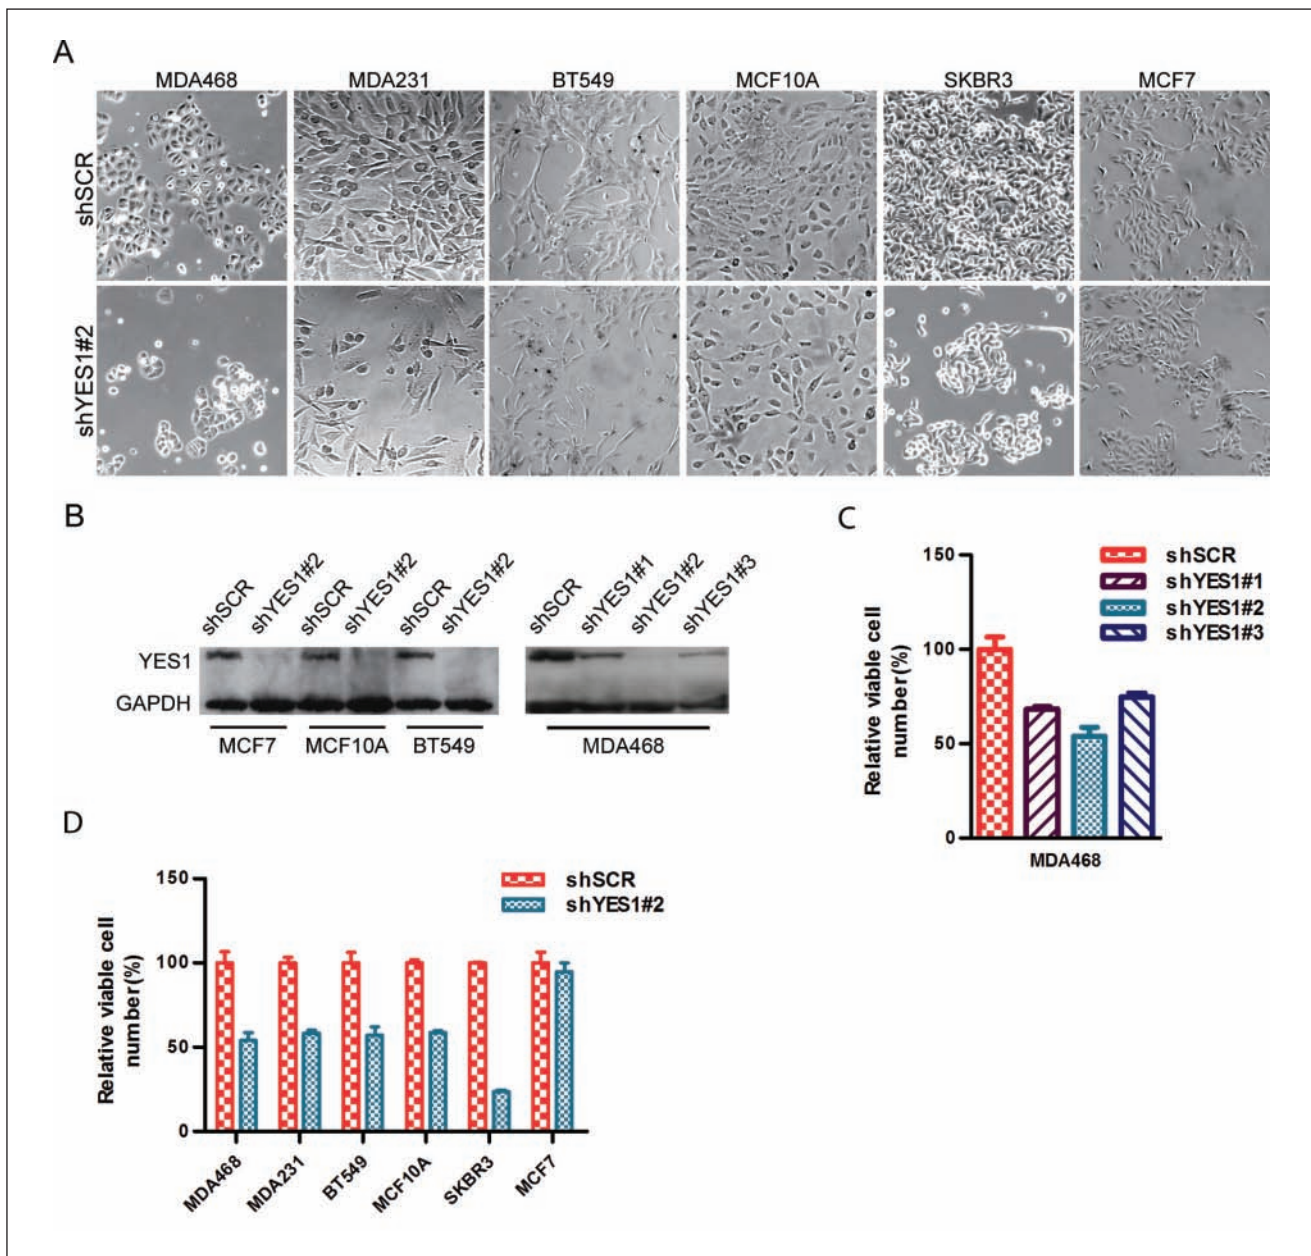 A
MDA468 MDA231 BT549 MCF10A SKBR3 MCF7
shSCR
shYES1#2
B
shSCR shYES1#2 shSCR shYES1#2 shSCR shYES1#2 shSCR shYES1#1 shYES1#2 shYES1#3
YES1
GAPDH
MCF7 MCF10A BT549 MDA468
C
shSCR
shYES1#1
shYES1#2
shYES1#3
Relative viable cell
number(%)
150
100
50
0
MDA468
D
shSCR
shYES1#2
Relative viable cell
number(%)
150
100
50
0
MDA468 MDA231 BT549 MCF10A SKBR3 MCF7